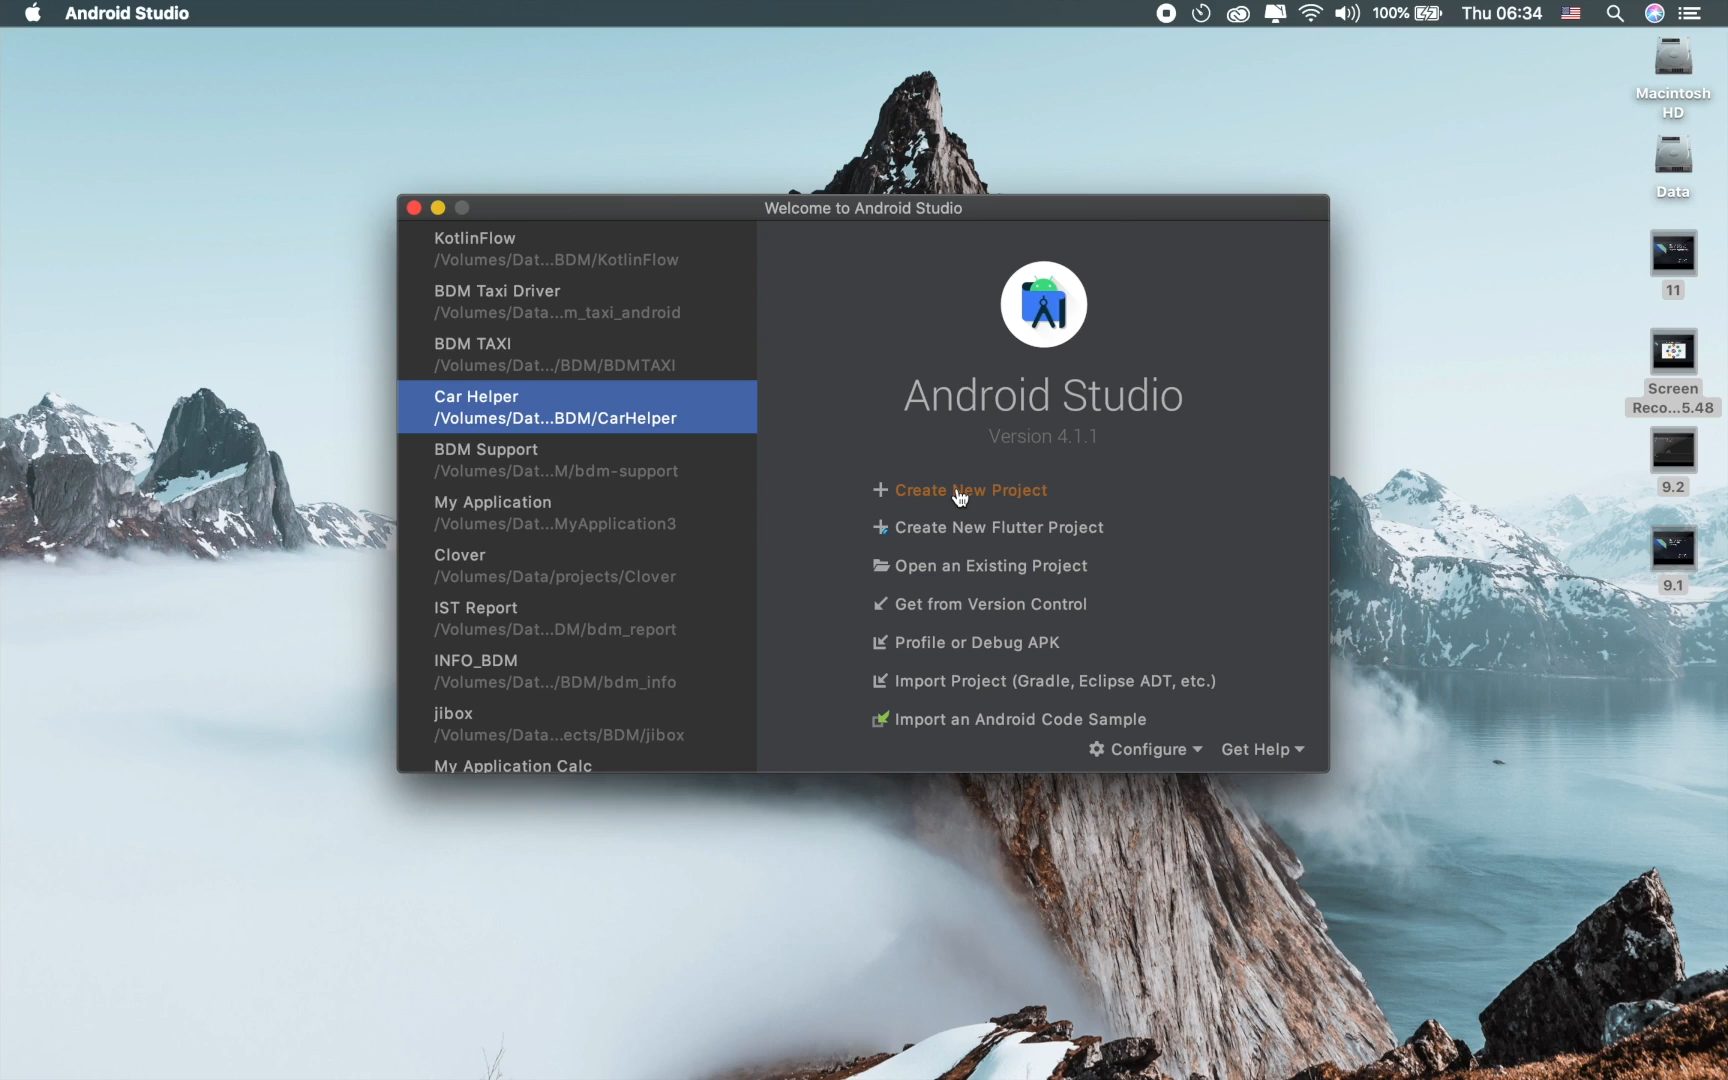 Android Studio
100%
Thu 06:34
Macintosh
HD
Data
11
Screen
Reco...5.48
9.2
9.1
Welcome to Android Studio
KotlinFlow
/Volumes/Dat...BDM/KotlinFlow
BDM Taxi Driver
/Volumes/Data...m_taxi_android
BDM TAXI
/Volumes/Dat.../BDM/BDMTAXI
Car Helper
/Volumes/Dat...BDM/CarHelper
BDM Support
/Volumes/Dat...M/bdm-support
My Application
/Volumes/Dat...MyApplication3
Clover
/Volumes/Data/projects/Clover
IST Report
/Volumes/Dat...DM/bdm_report
INFO_BDM
/Volumes/Dat.../BDM/bdm_info
jibox
/Volumes/Data...ects/BDM/jibox
My Application Calc
Android Studio
Version 4.1.1
Create New Project
Create New Flutter Project
Open an Existing Project
Get from Version Control
Profile or Debug APK
Import Project (Gradle, Eclipse ADT, etc.)
Import an Android Code Sample
Configure
Get Help